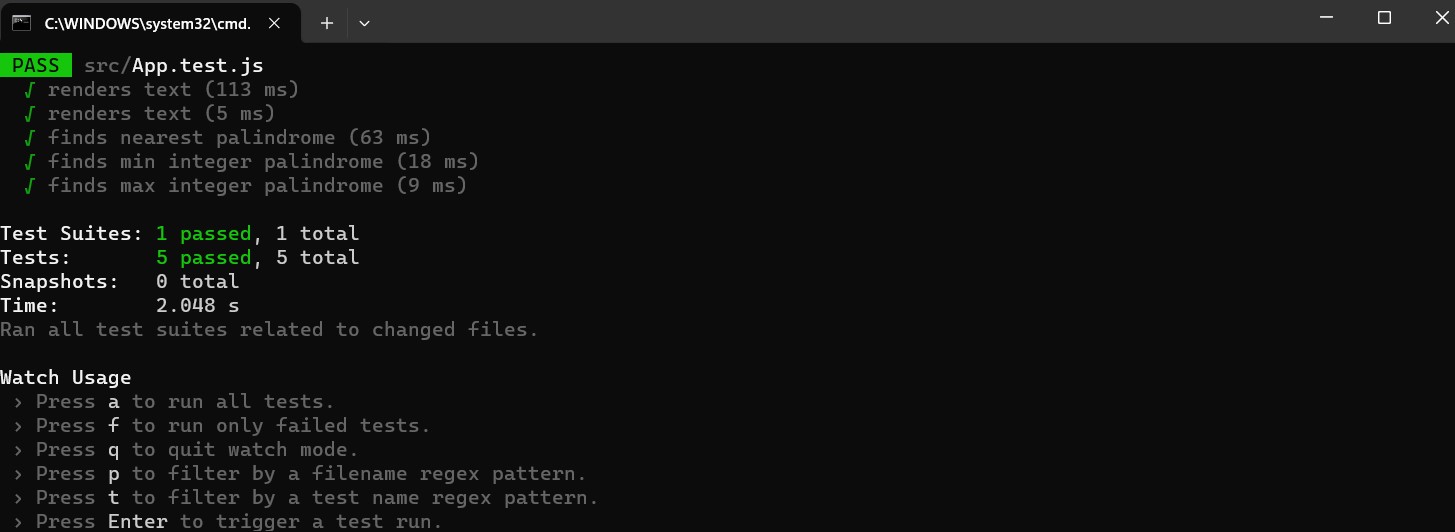 C:\WINDOWS\system32\cmd.
PASS src/App.test.js
√ renders text (113 ms)
√ renders text (5 ms)
√ finds nearest palindrome (63 ms)
√ finds min integer palindrome (18 ms)
√ finds max integer palindrome (9 ms)
Test Suites: 1 passed, 1 total
Tests:       5 passed, 5 total
Snapshots:   0 total
Time:        2.048 s
Ran all test suites related to changed files.
Watch Usage
› Press a to run all tests.
› Press f to run only failed tests.
› Press q to quit watch mode.
› Press p to filter by a filename regex pattern.
› Press t to filter by a test name regex pattern.
› Press Enter to trigger a test run.